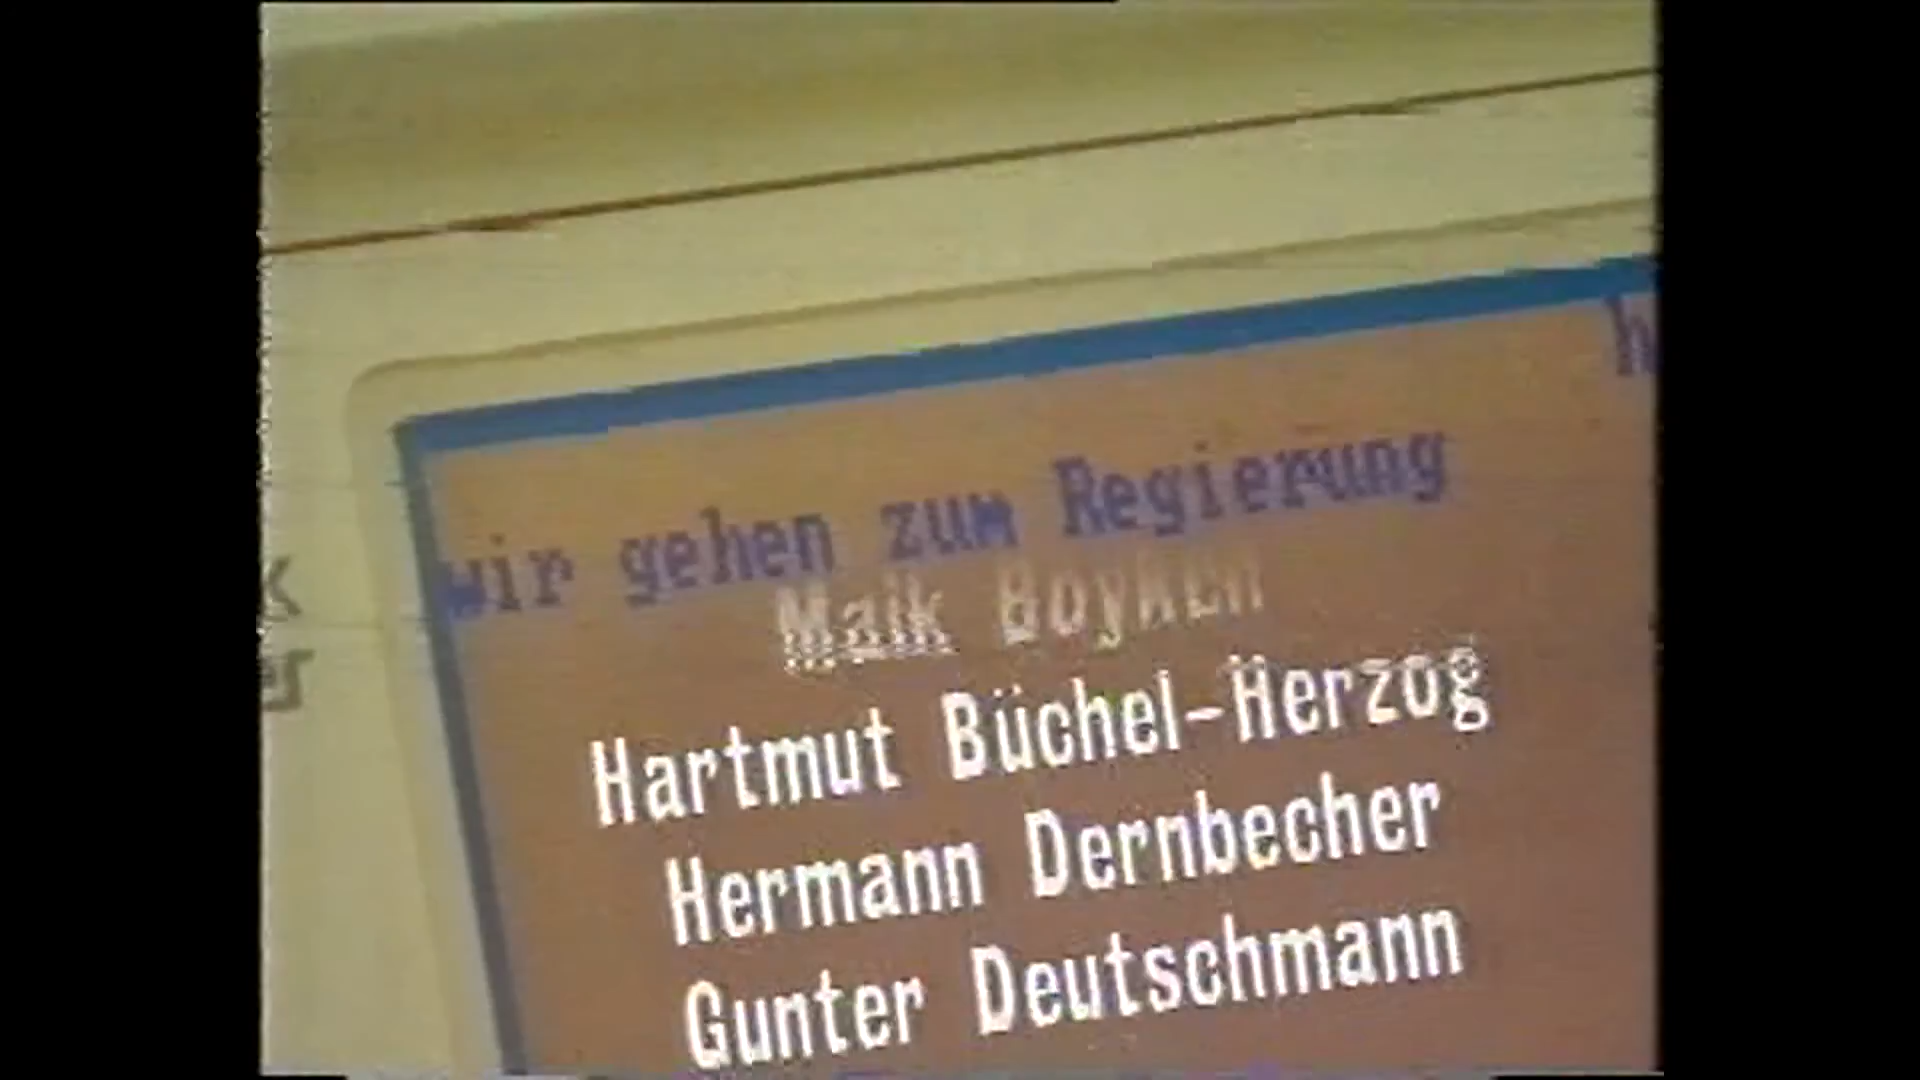 wir gehen zum Regierung
Maik Boyken
Hartmut Büchel-Herzog
Hermann Dernbecher
Gunter Deutschmann